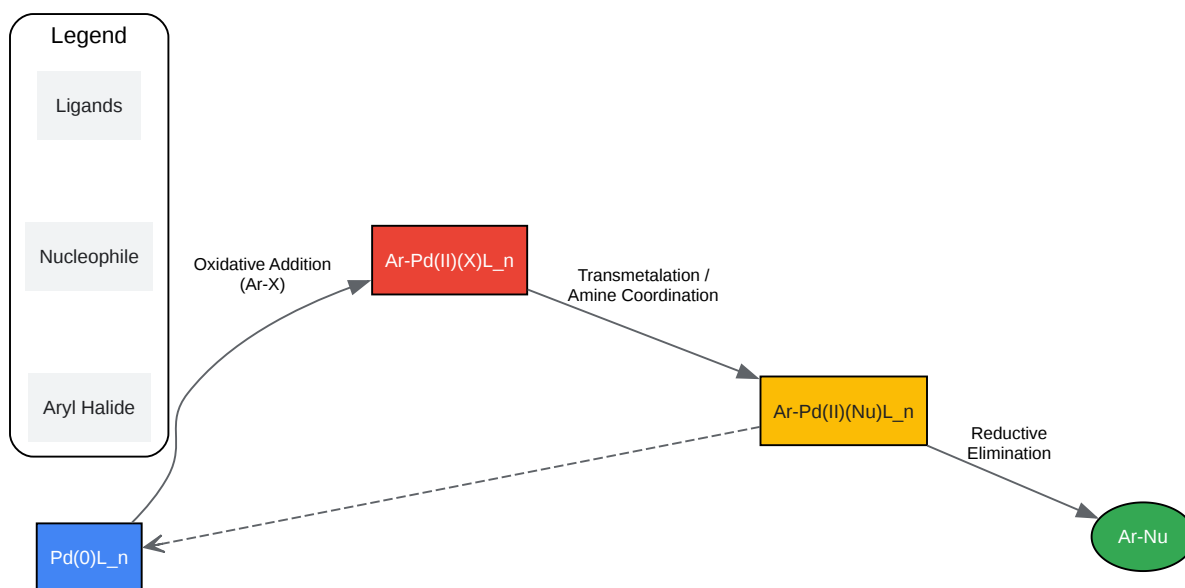 Legend
Ligands
Nucleophile
Aryl Halide
Oxidative Addition
(Ar-X)
Ar-Pd(II)(X)L_n
Transmetalation /
Amine Coordination
Ar-Pd(II)(Nu)L_n
Reductive
Elimination
Pd(0)L_n
Ar-Nu